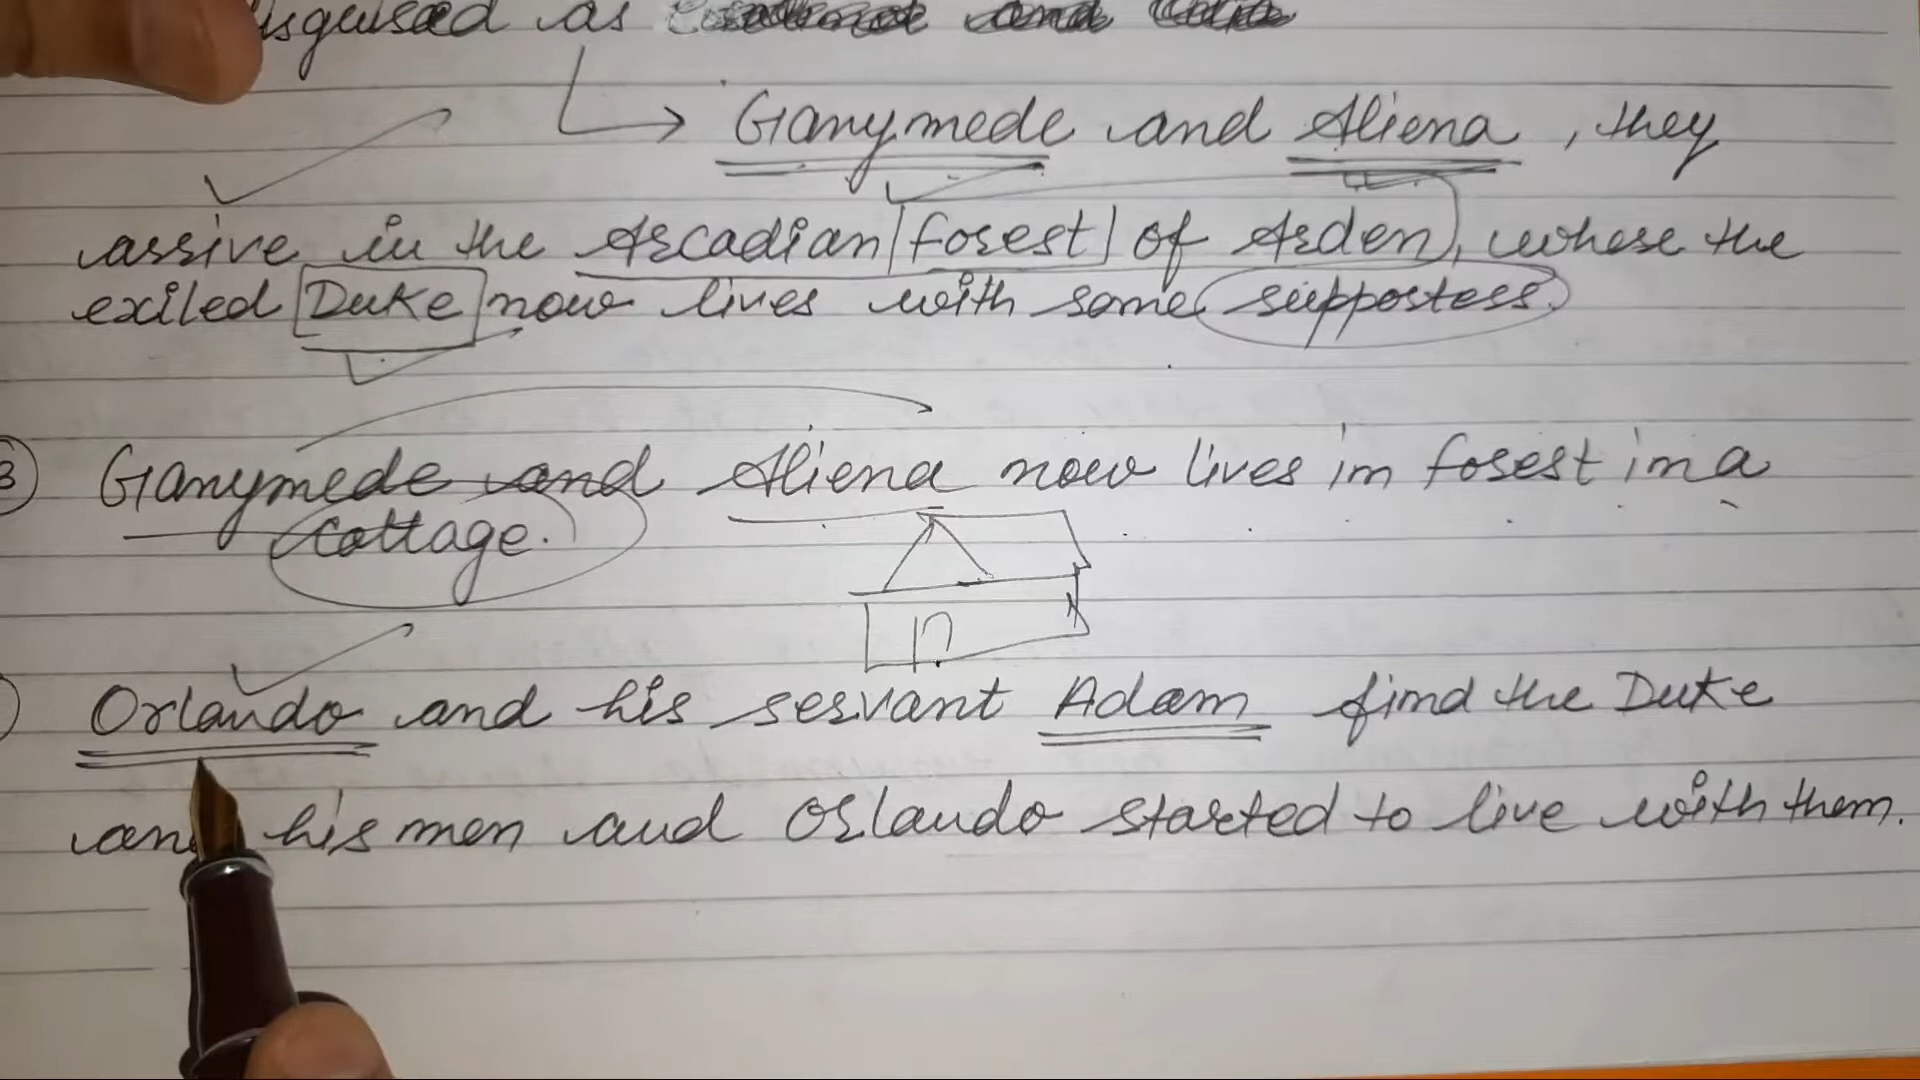 isguised as and
Ganymede and Aliena, they
arrive in the Arcadian forest of Arden, where the
exiled Duke now lives with some supporters.
3 Ganymede and Aliena now lives in forest in a
Cottage.
Orlando and his servant Adam find the Duke
and his men and Orlando started to live with them.